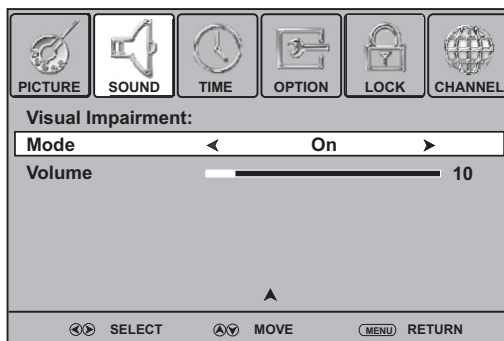 PICTURE SOUND TIME OPTION LOCK CHANNEL
Visual Impairment:
Mode On
Volume 10
SELECT MOVE MENU RETURN